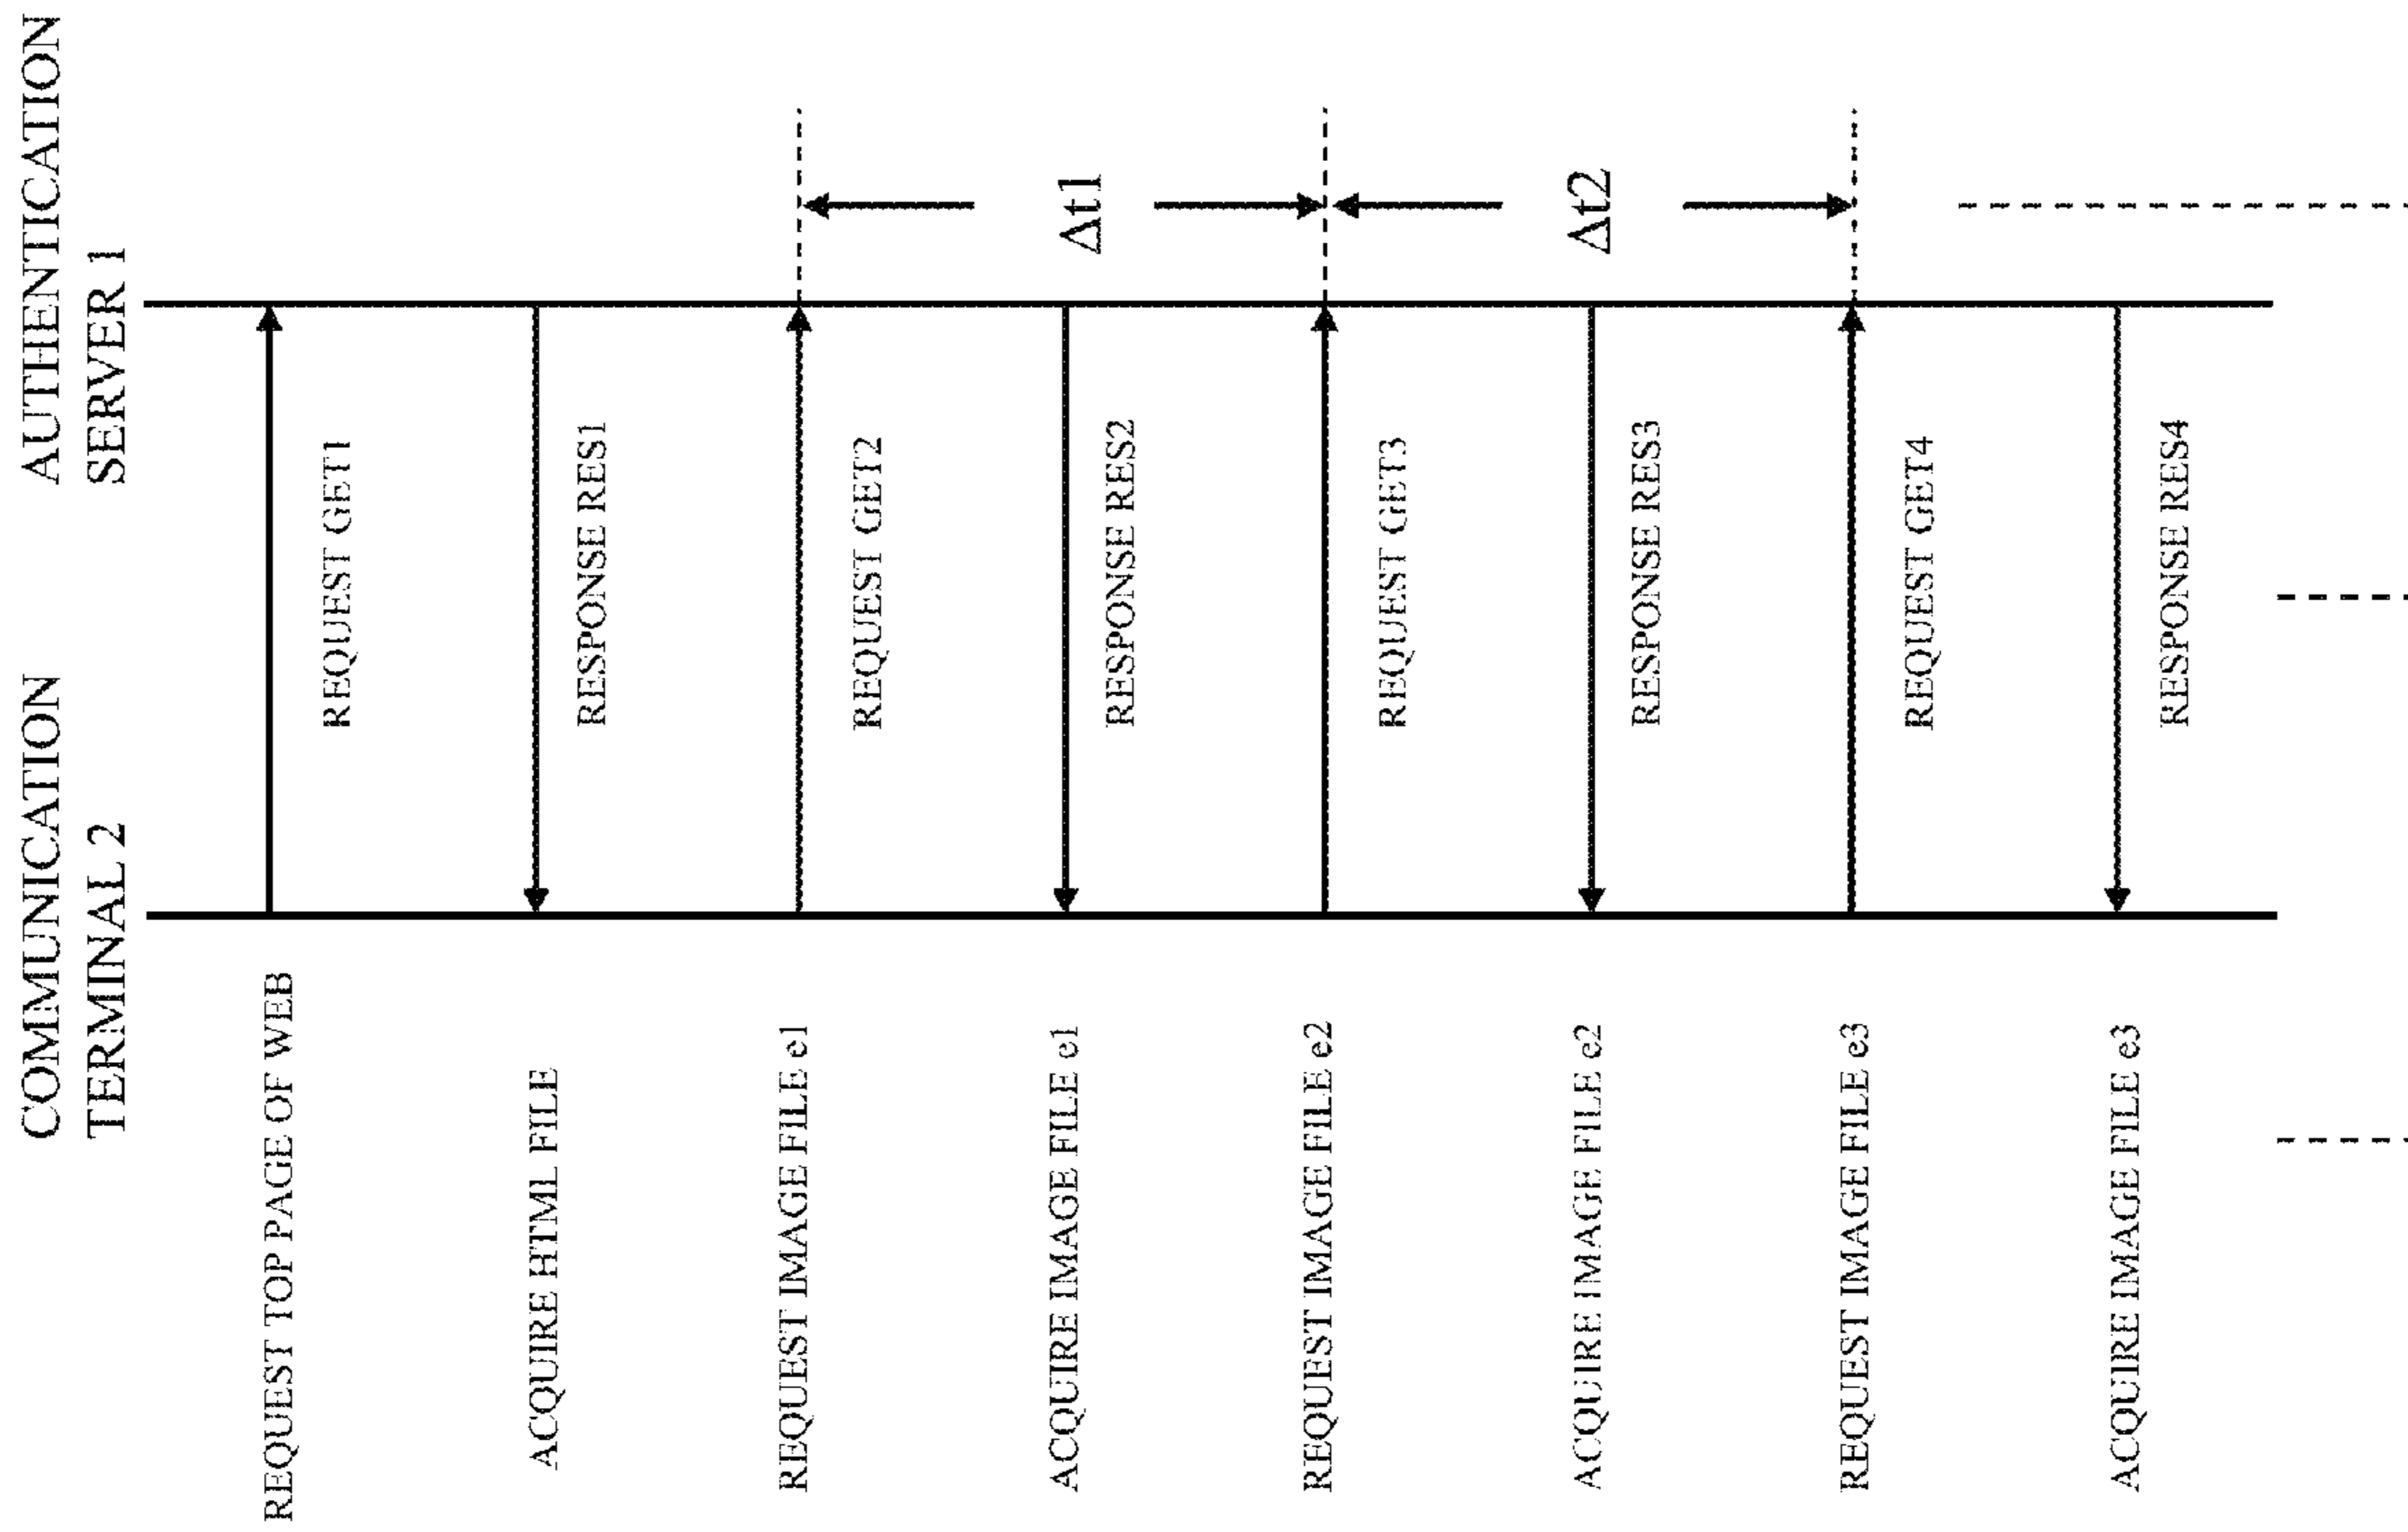 COMMUNICATION
TERMINAL 2
AUTHENTICATION
SERVER 1
REQUEST TOP PAGE OF WEB
REQUEST GET1
ACQUIRE HTML FILE
RESPONSE RES1
REQUEST IMAGE FILE e1
REQUEST GET2
ACQUIRE IMAGE FILE e1
RESPONSE RES2
Δt1
REQUEST IMAGE FILE e2
REQUEST GET3
ACQUIRE IMAGE FILE e2
RESPONSE RES3
Δt2
REQUEST IMAGE FILE e3
REQUEST GET4
ACQUIRE IMAGE FILE e3
RESPONSE RES4